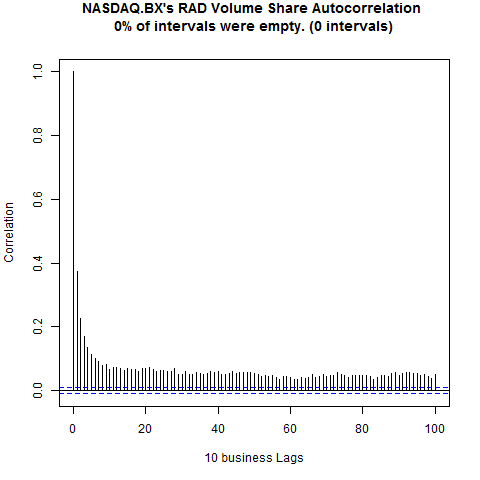 NASDAQ.BX's RAD Volume Share Autocorrelation
0% of intervals were empty. (0 intervals)
1.0
0.8
0.6
0.4
0.2
0.0
Correlation
0 20 40 60 80 100
10 business Lags